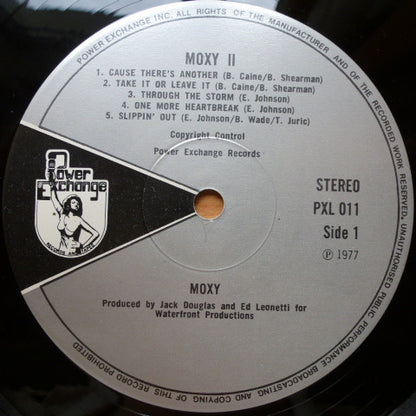 POWER EXCHANGE INC. ALL RIGHTS OF THE MANUFACTURER AND OF THE RECORDED WORK RESERVED. UNAUTHORISED PUBLIC PERFORMANCE BROADCASTING AND COPYING OF THIS RECORD PROHIBITED
MOXY II
1. CAUSE THERE'S ANOTHER (B. Caine/B. Shearman)
2. TAKE IT OR LEAVE IT (B. Caine/B. Shearman)
3. THROUGH THE STORM (E. Johnson)
4. ONE MORE HEARTBREAK (E. Johnson)
5. SLIPPIN' OUT (E. Johnson/B. Wade/T. Juric)
Copyright Control
Power Exchange Records
Power
Exchange
RECORDS AND TAPES
STEREO
PXL 011
Side 1
℗ 1977
MOXY
Produced by Jack Douglas and Ed Leonetti for
Waterfront Productions